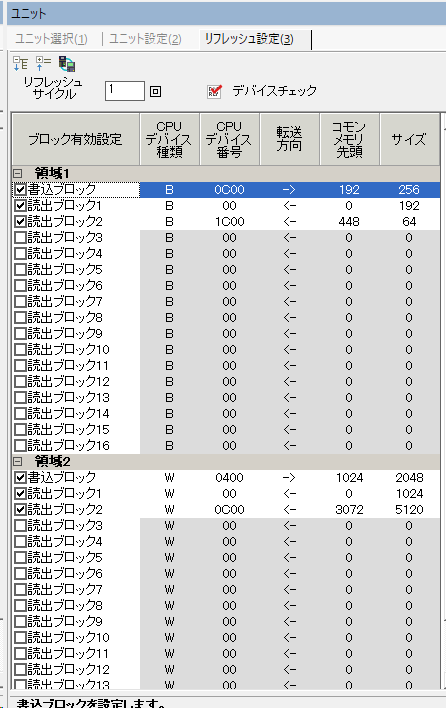 ユニット
ユニット選択(1) ユニット設定(2) リフレッシュ設定(3)
リフレッシュ
サイクル 1 回 デバイスチェック
ブロック有効設定 CPUデバイス種類 CPUデバイス番号 転送方向 コモンメモリ先頭 サイズ
領域1
書込ブロック B 0C00 -> 192 256
読出ブロック1 B 00 <- 0 192
読出ブロック2 B 1C00 <- 448 64
読出ブロック3 B 00 <- 0 0
読出ブロック4 B 00 <- 0 0
読出ブロック5 B 00 <- 0 0
読出ブロック6 B 00 <- 0 0
読出ブロック7 B 00 <- 0 0
読出ブロック8 B 00 <- 0 0
読出ブロック9 B 00 <- 0 0
読出ブロック10 B 00 <- 0 0
読出ブロック11 B 00 <- 0 0
読出ブロック12 B 00 <- 0 0
読出ブロック13 B 00 <- 0 0
読出ブロック14 B 00 <- 0 0
読出ブロック15 B 00 <- 0 0
読出ブロック16 B 00 <- 0 0
領域2
書込ブロック W 0400 -> 1024 2048
読出ブロック1 W 00 <- 0 1024
読出ブロック2 W 0C00 <- 3072 5120
読出ブロック3 W 00 <- 0 0
読出ブロック4 W 00 <- 0 0
読出ブロック5 W 00 <- 0 0
読出ブロック6 W 00 <- 0 0
読出ブロック7 W 00 <- 0 0
読出ブロック8 W 00 <- 0 0
読出ブロック9 W 00 <- 0 0
読出ブロック10 W 00 <- 0 0
読出ブロック11 W 00 <- 0 0
読出ブロック12 W 00 <- 0 0
読出ブロック13 W 00 <- 0 0
書込ブロックを設定します。